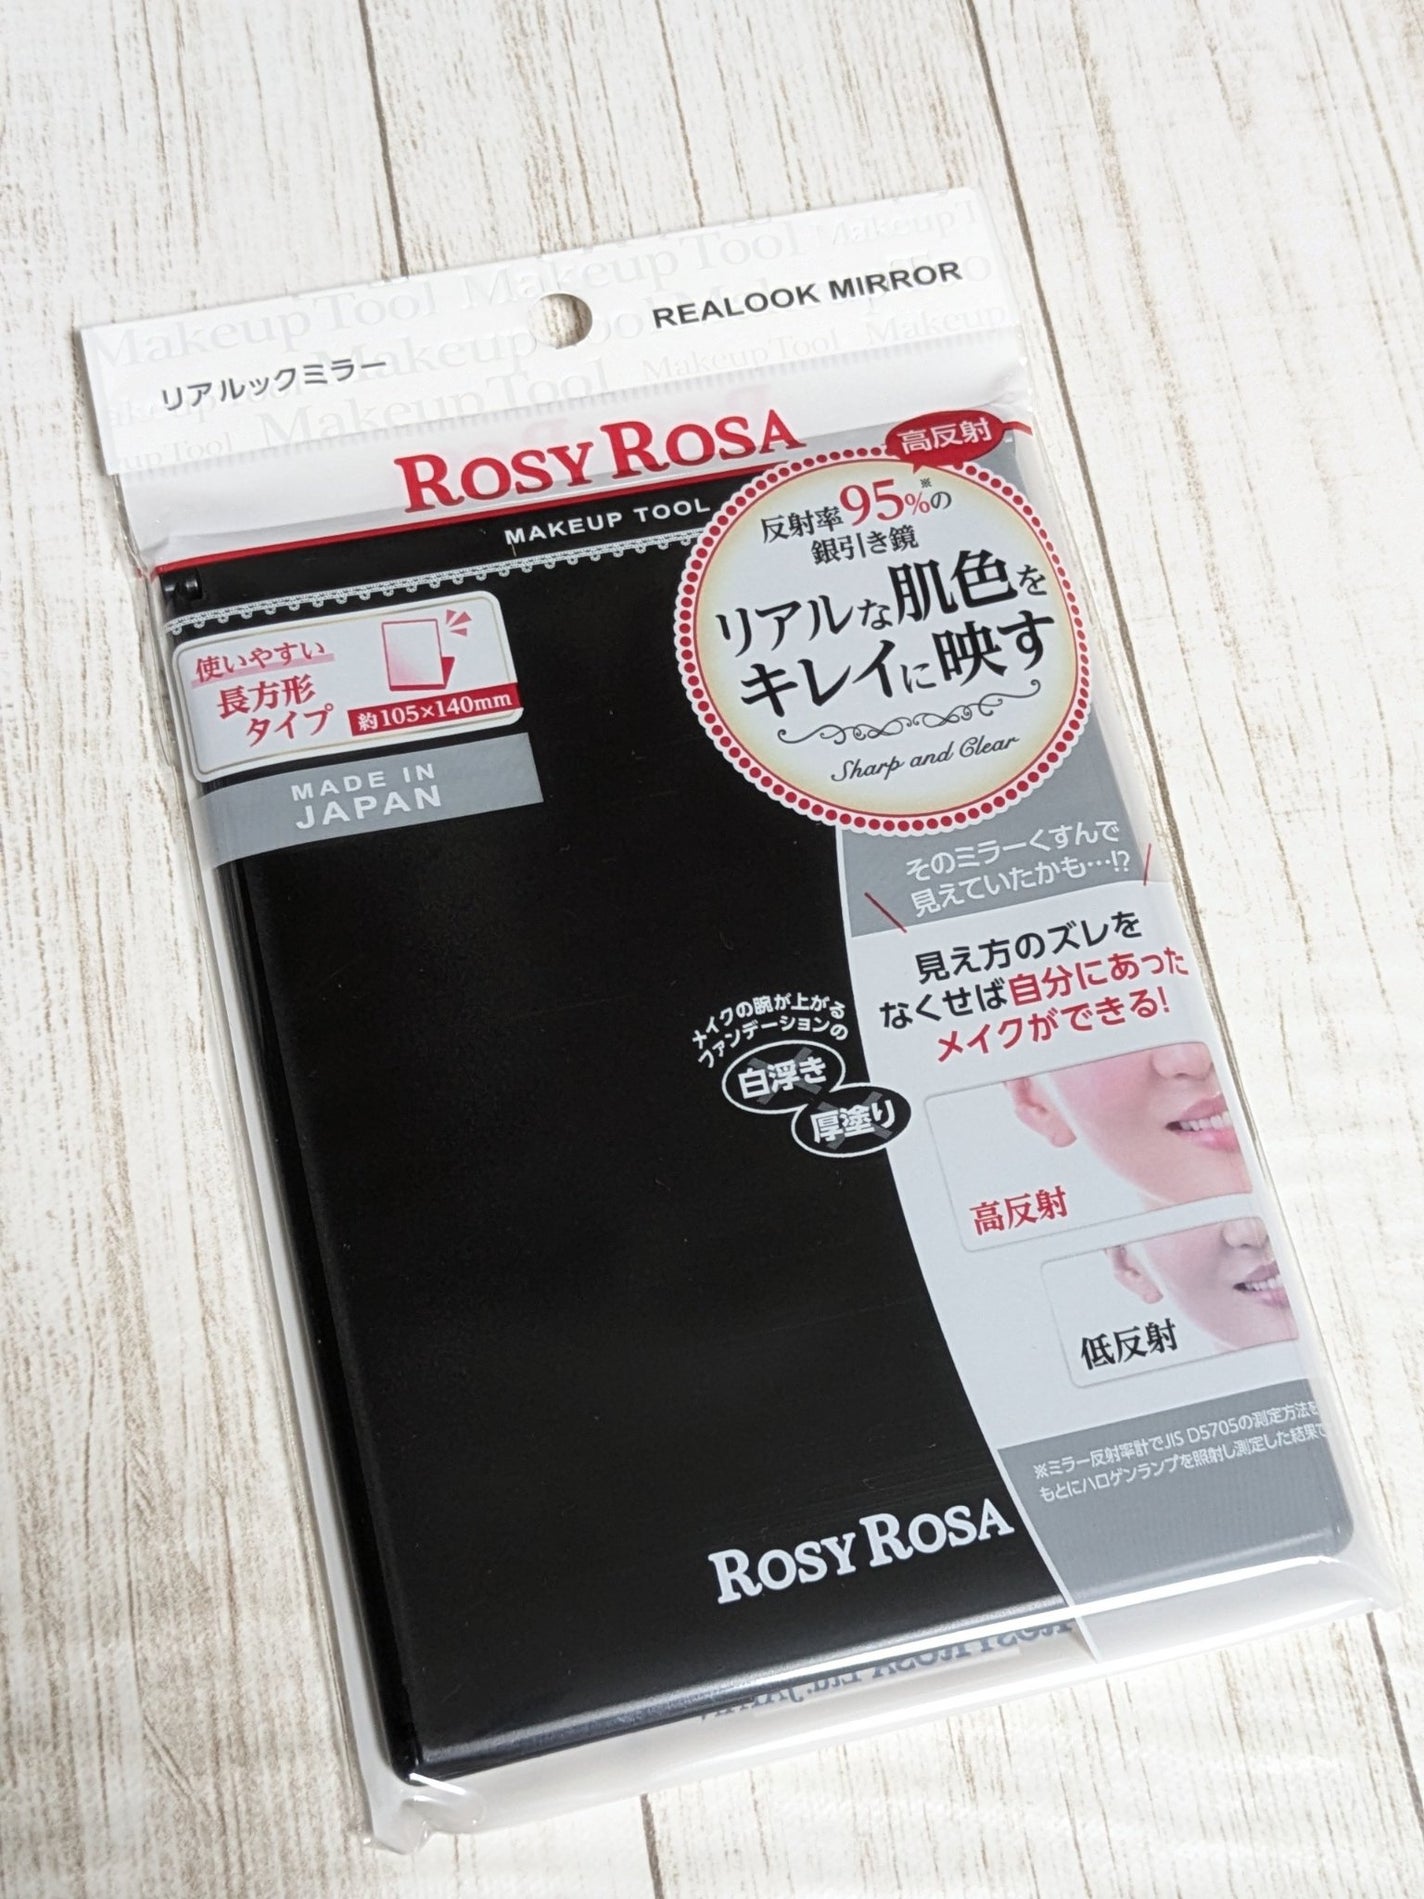 リアルックミラー
REALOOK MIRROR
ROSY ROSA
MAKEUP TOOL
高反射
反射率95%※の
銀引き鏡
リアルな肌色を
キレイに映す
Sharp and Clear
使いやすい
長方形
タイプ
約105×140mm
MADE IN
JAPAN
そのミラーくすんで
見えていたかも…!?
見え方のズレを
なくせば自分にあった
メイクができる!
メイクの腕が上がる
ファンデーションの
白浮き
厚塗り
高反射
低反射
※ミラー反射率計でJIS D5705の測定方法を
もとにハロゲンランプを照射し測定した結果で
ROSY ROSA